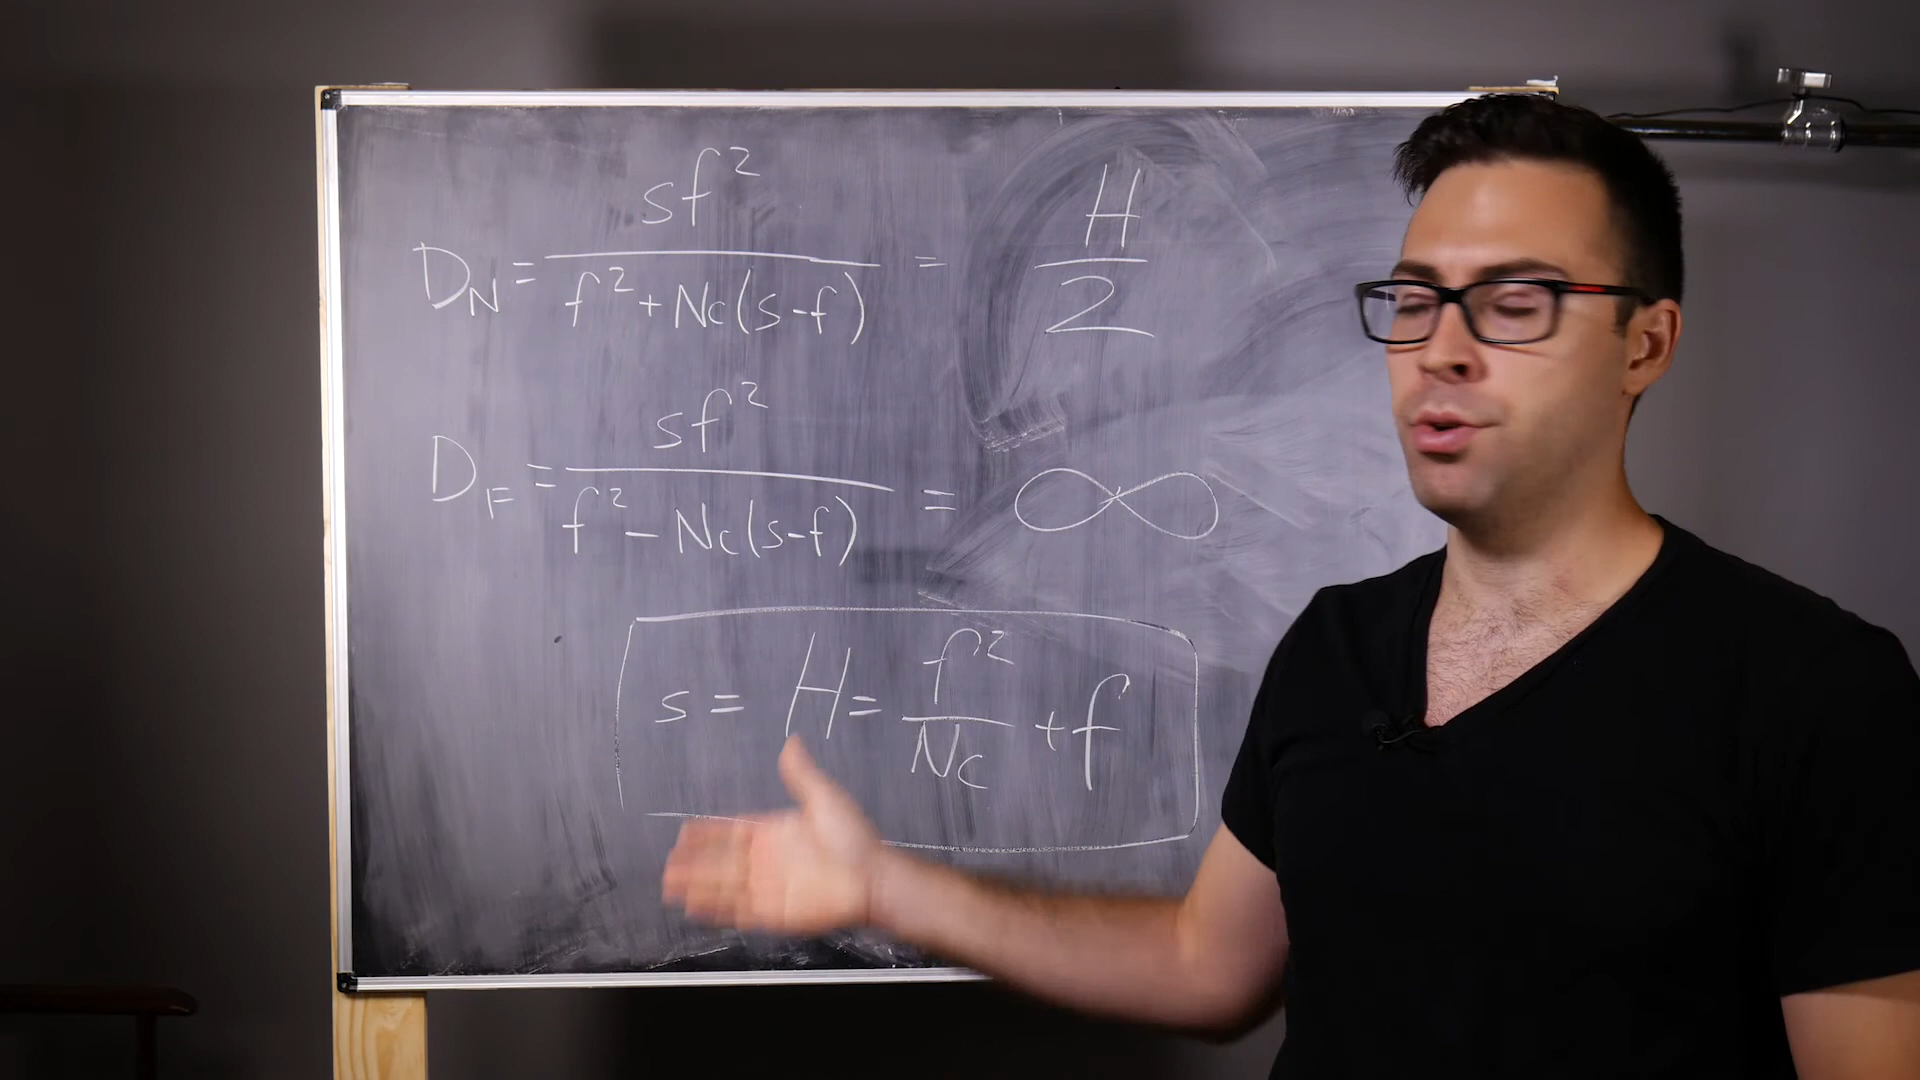 D_N = sf² / (f² + Nc(s-f)) = H/2
D_F = sf² / (f² - Nc(s-f)) = ∞
s = H = f²/Nc + f